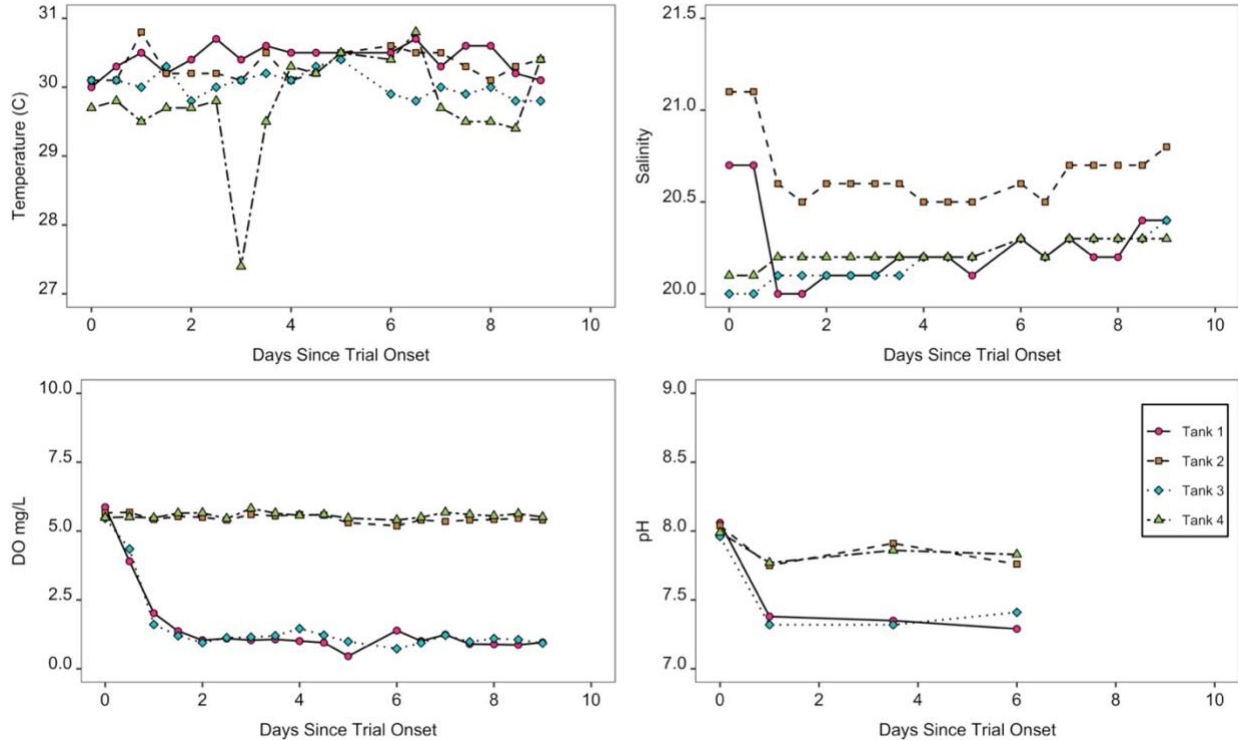 31
30
29
28
27
Temperature (C)
0 2 4 6 8 10
Days Since Trial Onset
21.5
21.0
20.5
20.0
Salinity
0 2 4 6 8 10
Days Since Trial Onset
10.0
7.5
5.0
2.5
0.0
DO mg/L
0 2 4 6 8 10
Days Since Trial Onset
9.0
8.5
8.0
7.5
7.0
pH
0 2 4 6 8 10
Days Since Trial Onset
Tank 1
Tank 2
Tank 3
Tank 4